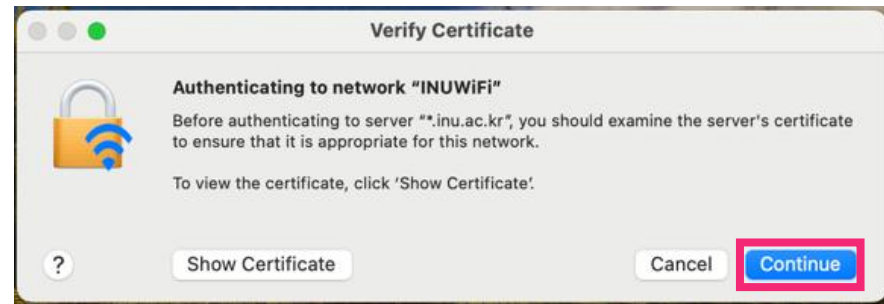 Verify Certificate
Authenticating to network “INUWiFi”
Before authenticating to server “*.inu.ac.kr”, you should examine the server's certificate
to ensure that it is appropriate for this network.
To view the certificate, click ‘Show Certificate’.
? Show Certificate Cancel Continue